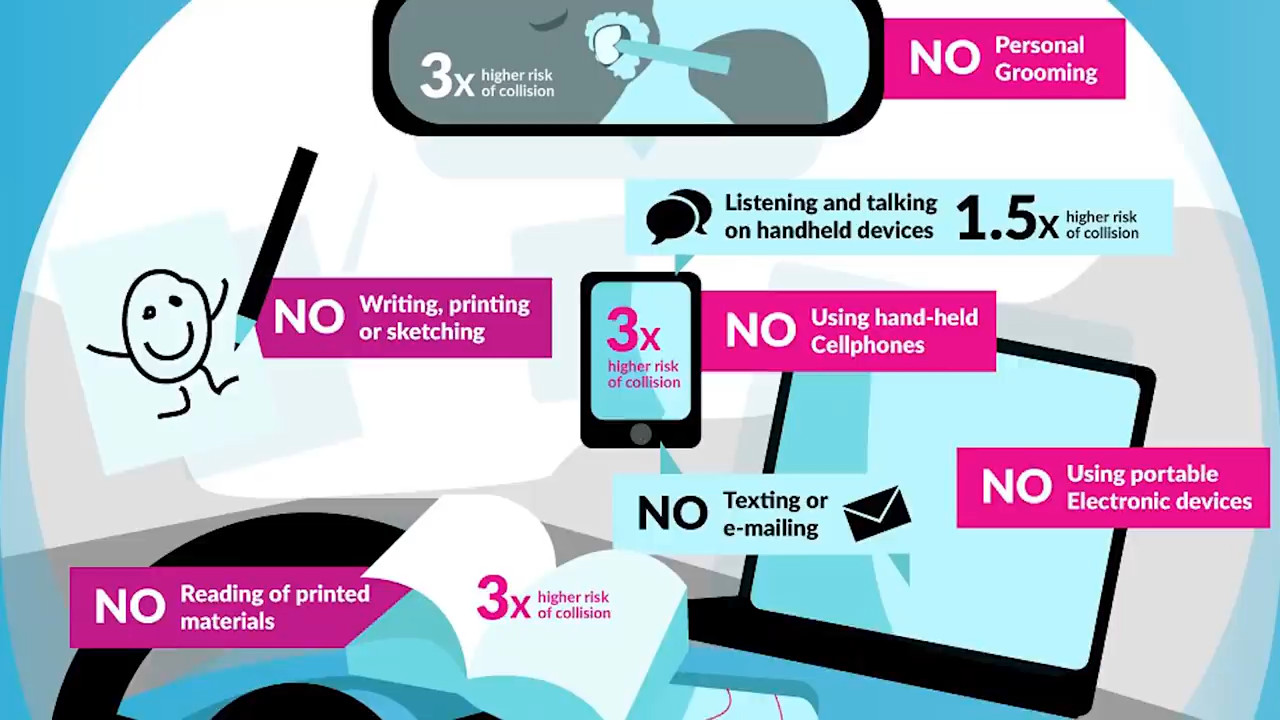 3x higher risk
of collision
NO Personal
Grooming
Listening and talking
on handheld devices
1.5x higher risk
of collision
NO Writing, printing
or sketching
3x
higher risk
of collision
NO Using hand-held
Cellphones
NO Using portable
Electronic devices
NO Texting or
e-mailing
NO Reading of printed
materials
3x higher risk
of collision